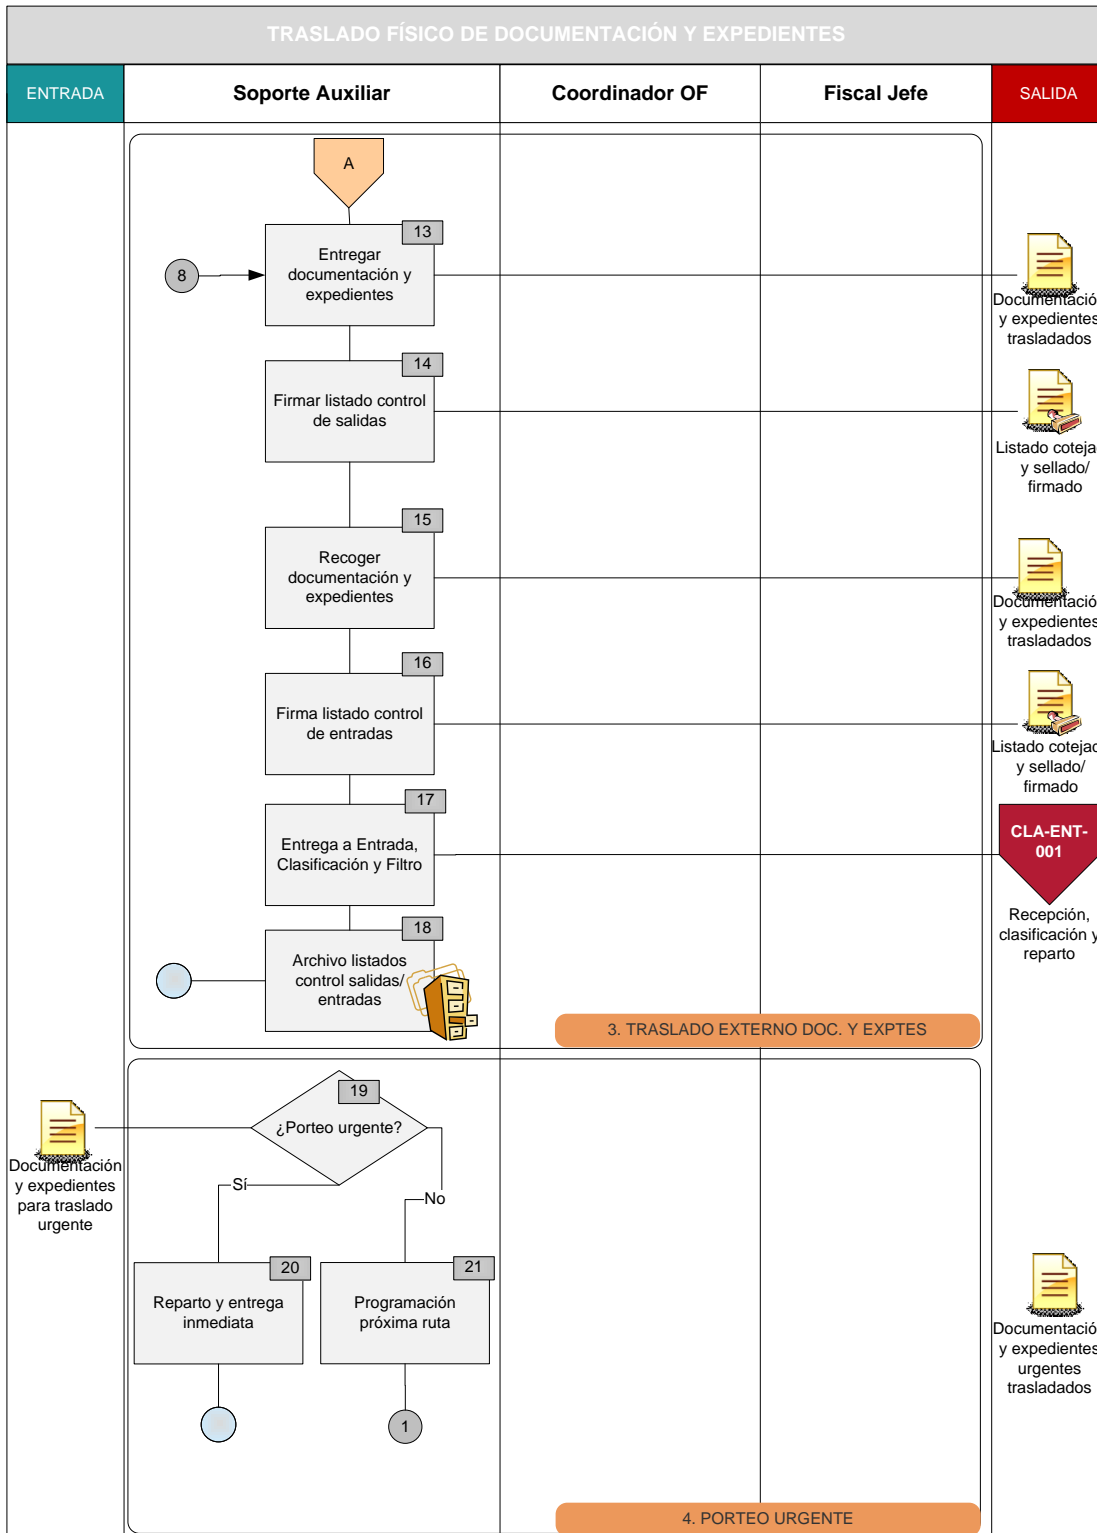 TRASLADO FÍSICO DE DOCUMENTACIÓN Y EXPEDIENTES
ENTRADA
Soporte Auxiliar
Coordinador OF
Fiscal Jefe
SALIDA
A
13
Entregar
documentación y
expedientes
8
Documentació
y expedientes
trasladados
14
Firmar listado control
de salidas
Listado coteja
y sellado/
firmado
15
Recoger
documentación y
expedientes
Documentació
y expedientes
trasladados
16
Firma listado control
de entradas
Listado coteja
y sellado/
firmado
17
Entrega a Entrada,
Clasificación y Filtro
CLA-ENT-
001
Recepción,
clasificación y
reparto
18
Archivo listados
control salidas/
entradas
3. TRASLADO EXTERNO DOC. Y EXPTES
19
¿Porteo urgente?
Documentación
y expedientes
para traslado
urgente
Sí
No
20
Reparto y entrega
inmediata
21
Programación
próxima ruta
Documentació
y expedientes
urgentes
trasladados
1
4. PORTEO URGENTE